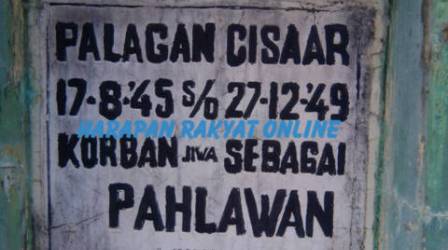 PALAGAN CISAAR
17-8-'45 S/D 27-12-49
HARAPAN RAKYAT ONLINE
KORBAN JIWA SEBAGAI
PAHLAWAN